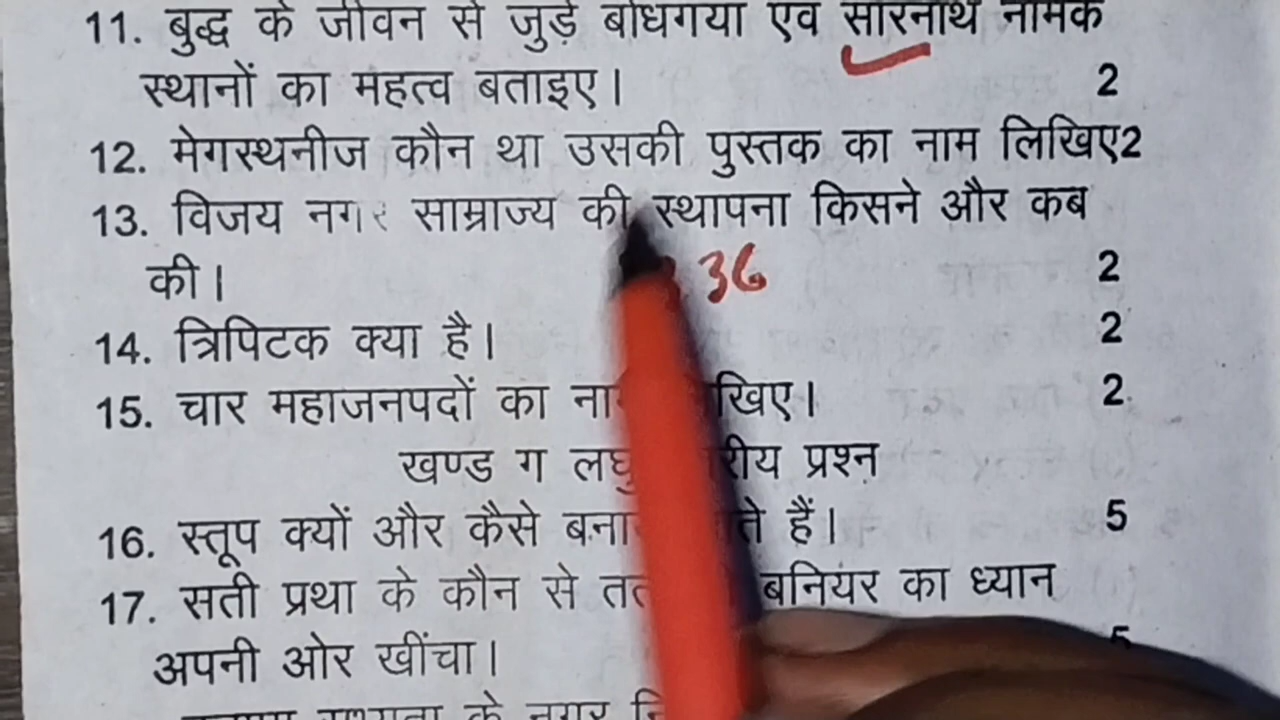 11. बुद्ध के जीवन से जुड़े बोधगया एवं सारनाथ नामक
स्थानों का महत्व बताइए। 2
12. मेगस्थनीज कौन था उसकी पुस्तक का नाम लिखिए2
13. विजय नगर साम्राज्य की स्थापना किसने और कब
की। 36 2
14. त्रिपिटक क्या है। 2
15. चार महाजनपदों का 2
खण्ड ग प्रश्न
16. स्तूप क्यों और कैसे हैं। 5
17. सती प्रथा के कौन से बनियर का ध्यान
अपनी ओर खींचा।
के नगर